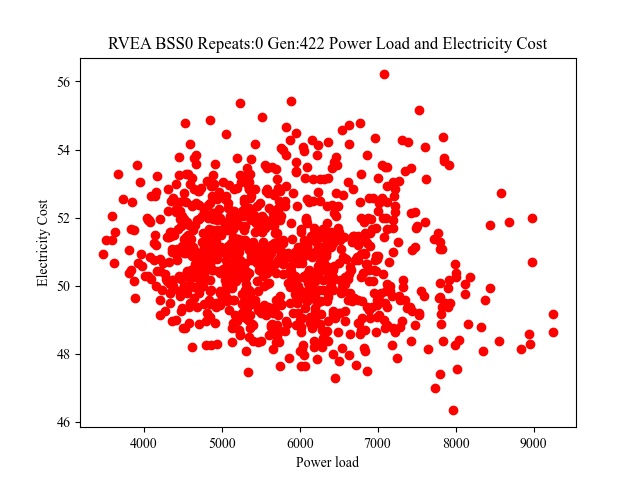 RVEA BSS0 Repeats:0 Gen:422 Power Load and Electricity Cost
56
54
52
50
48
46
Electricity Cost
4000 5000 6000 7000 8000 9000
Power load